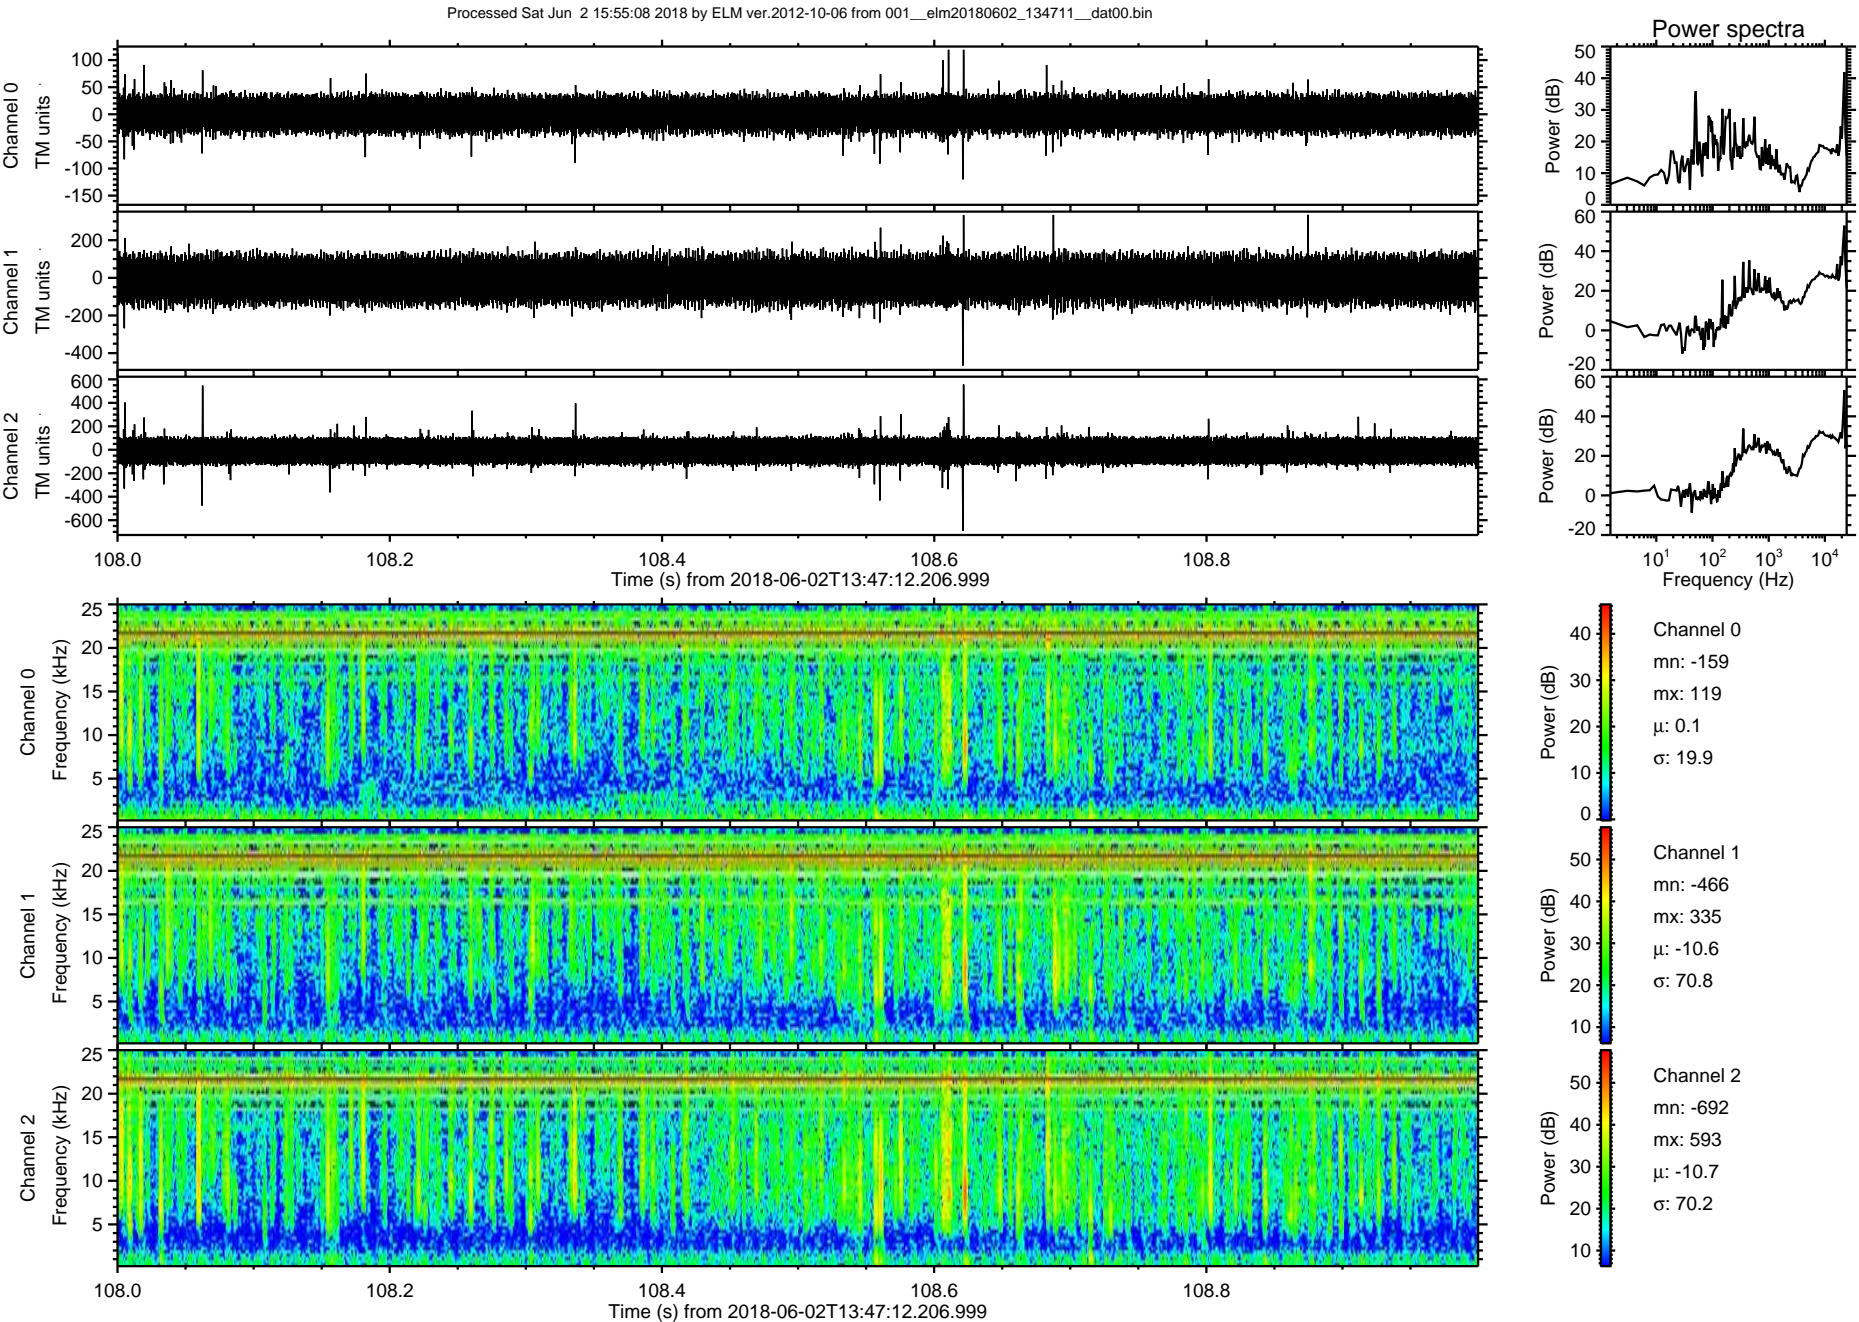 Processed Sat Jun 2 15:55:08 2018 by ELM ver.2012-10-06 from 001__elm20180602_134711__dat00.bin
Power spectra
Channel 0
TM units
100
50
0
-50
-100
-150
Power (dB)
50
40
30
20
10
0
Channel 1
TM units
200
0
-200
-400
Power (dB)
60
40
20
0
-20
Channel 2
TM units
600
400
200
0
-200
-400
-600
Power (dB)
60
40
20
0
-20
108.0 108.2 108.4 108.6 108.8
Time (s) from 2018-06-02T13:47:12.206.999
10^1 10^2 10^3 10^4
Frequency (Hz)
Channel 0
Frequency (kHz)
25
20
15
10
5
Power (dB)
40
30
20
10
0
Channel 0
mn: -159
mx: 119
μ: 0.1
σ: 19.9
Channel 1
Frequency (kHz)
25
20
15
10
5
Power (dB)
50
40
30
20
10
Channel 1
mn: -466
mx: 335
μ: -10.6
σ: 70.8
Channel 2
Frequency (kHz)
25
20
15
10
5
Power (dB)
50
40
30
20
10
Channel 2
mn: -692
mx: 593
μ: -10.7
σ: 70.2
108.0 108.2 108.4 108.6 108.8
Time (s) from 2018-06-02T13:47:12.206.999